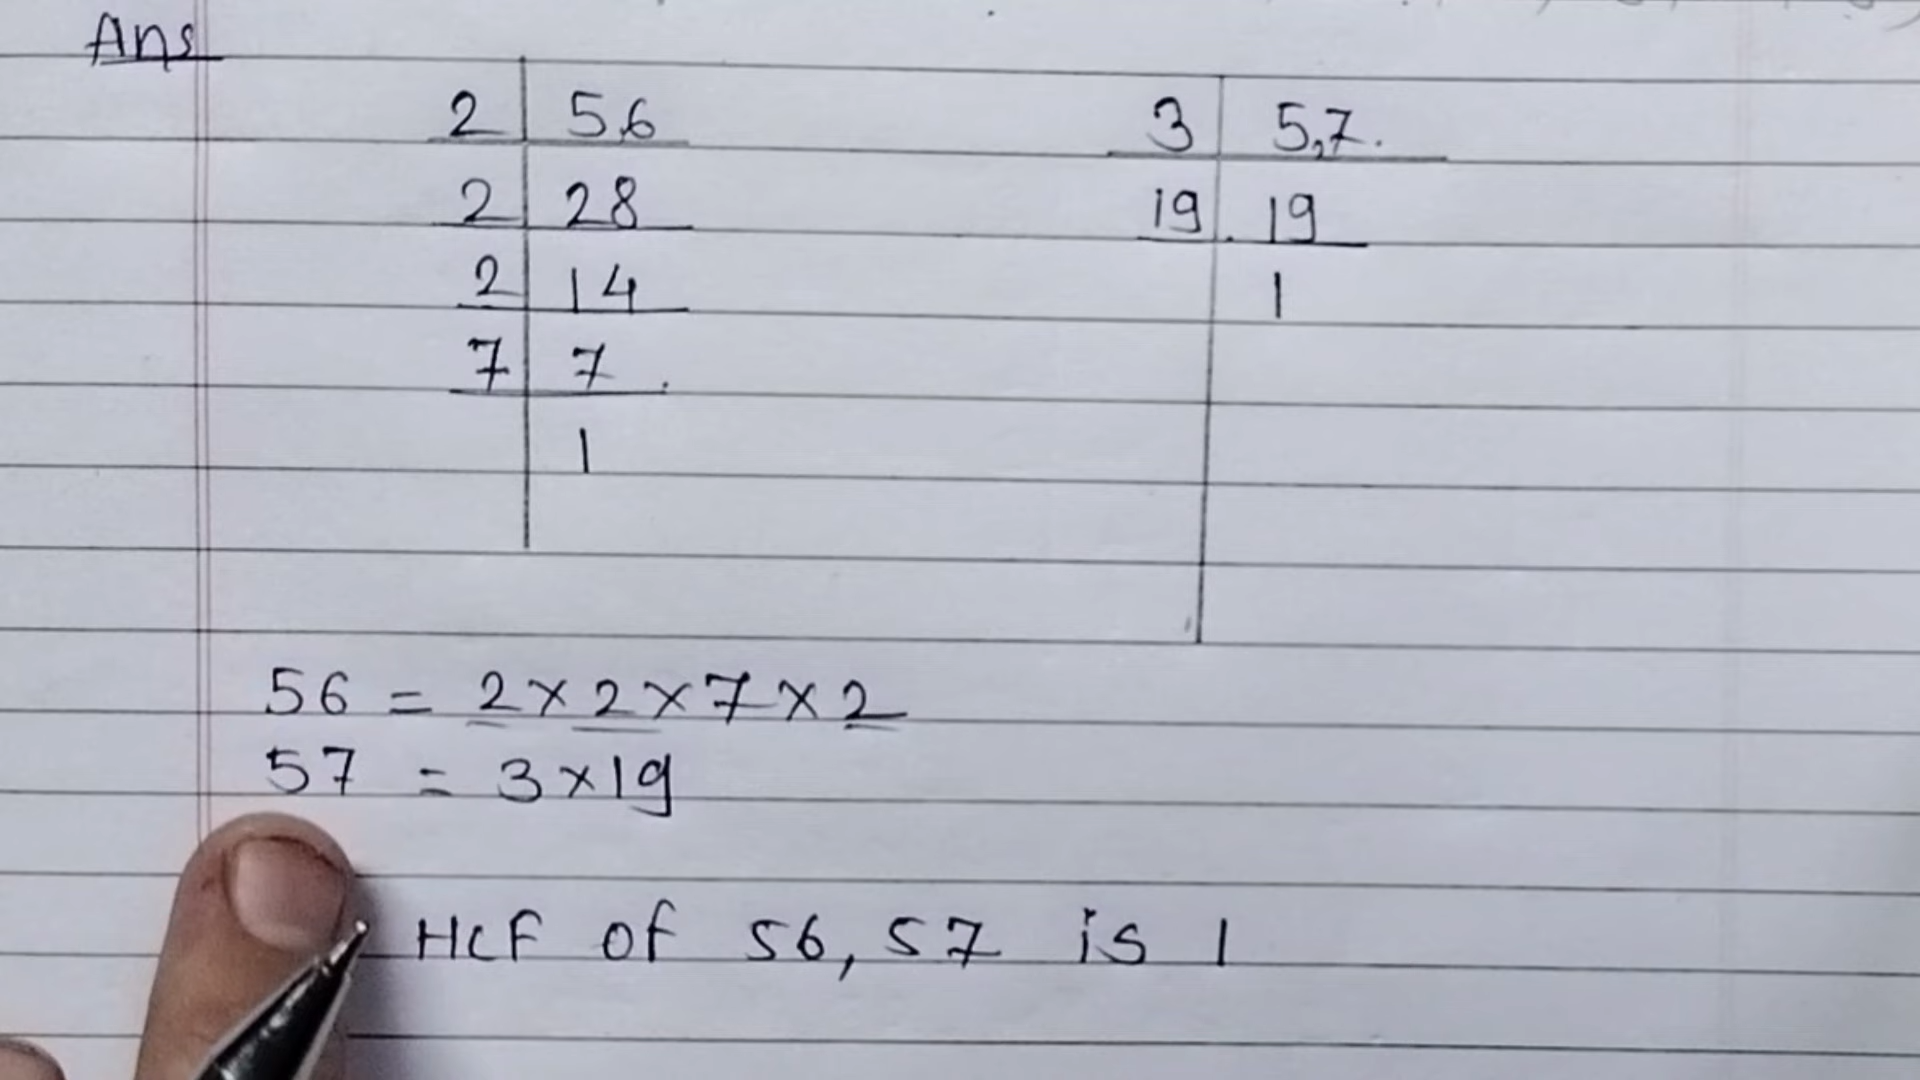 Ans
2 | 56
2 | 28
2 | 14
7 | 7
1
3 | 57
19 | 19
1
56 = 2×2×7×2
57 = 3×19
HCF of 56, 57 is 1